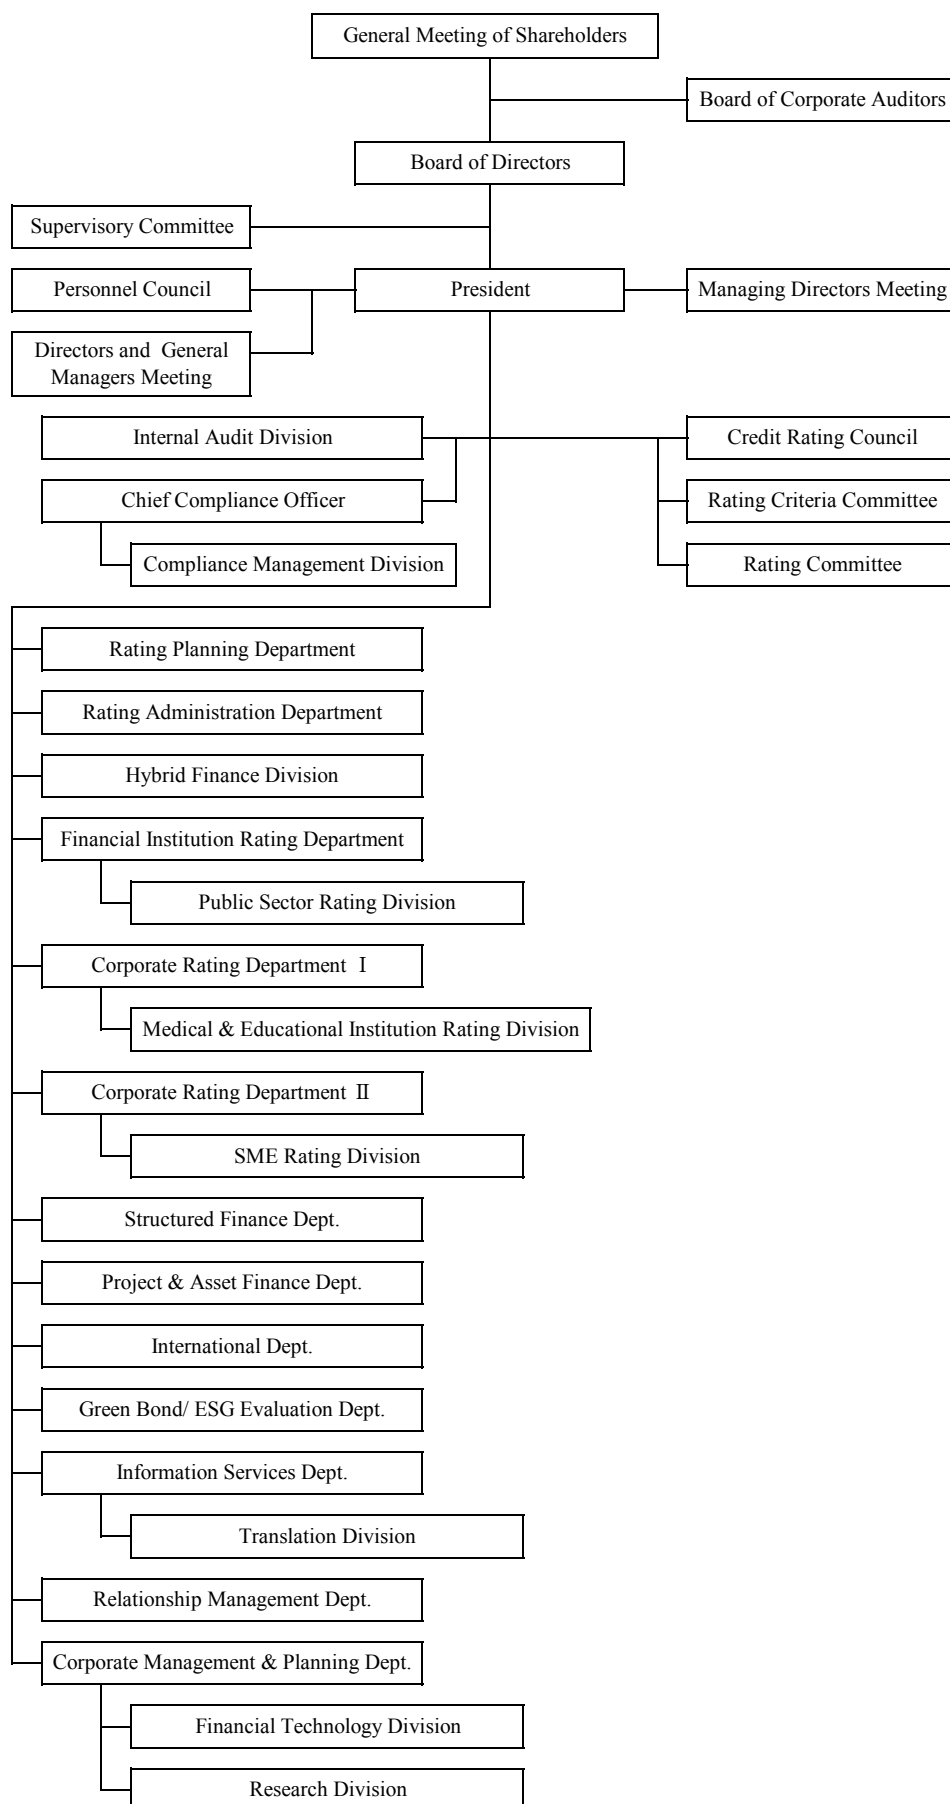 General Meeting of Shareholders
Board of Corporate Auditors
Board of Directors
Supervisory Committee
Personnel Council
President
Managing Directors Meeting
Directors and General
Managers Meeting
Internal Audit Division
Credit Rating Council
Chief Compliance Officer
Rating Criteria Committee
Compliance Management Division
Rating Committee
Rating Planning Department
Rating Administration Department
Hybrid Finance Division
Financial Institution Rating Department
Public Sector Rating Division
Corporate Rating Department Ⅰ
Medical & Educational Institution Rating Division
Corporate Rating Department Ⅱ
SME Rating Division
Structured Finance Dept.
Project & Asset Finance Dept.
International Dept.
Green Bond/ ESG Evaluation Dept.
Information Services Dept.
Translation Division
Relationship Management Dept.
Corporate Management & Planning Dept.
Financial Technology Division
Research Division